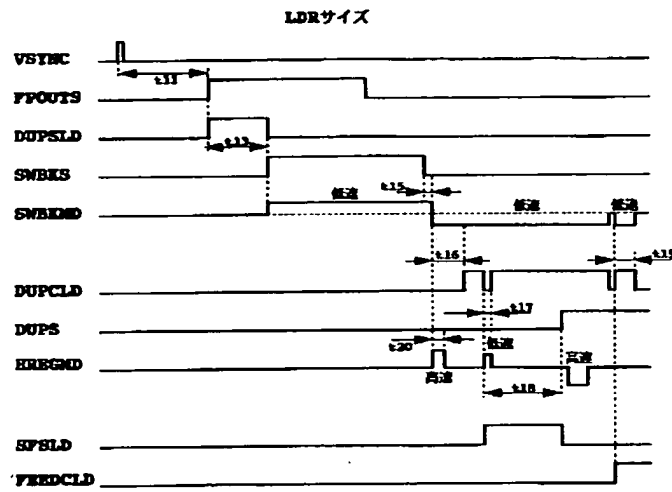 LDRサイズ
VSYNC
t11
FPOUTS
DUPSLD
t13
SWBKS
t15
SWBKMD
低速
低速
低速
t16
t19
DUPCLD
t17
DUPS
t20
低速
HREGMD
高速
高速
t18
SFSLD
FEEDCLD